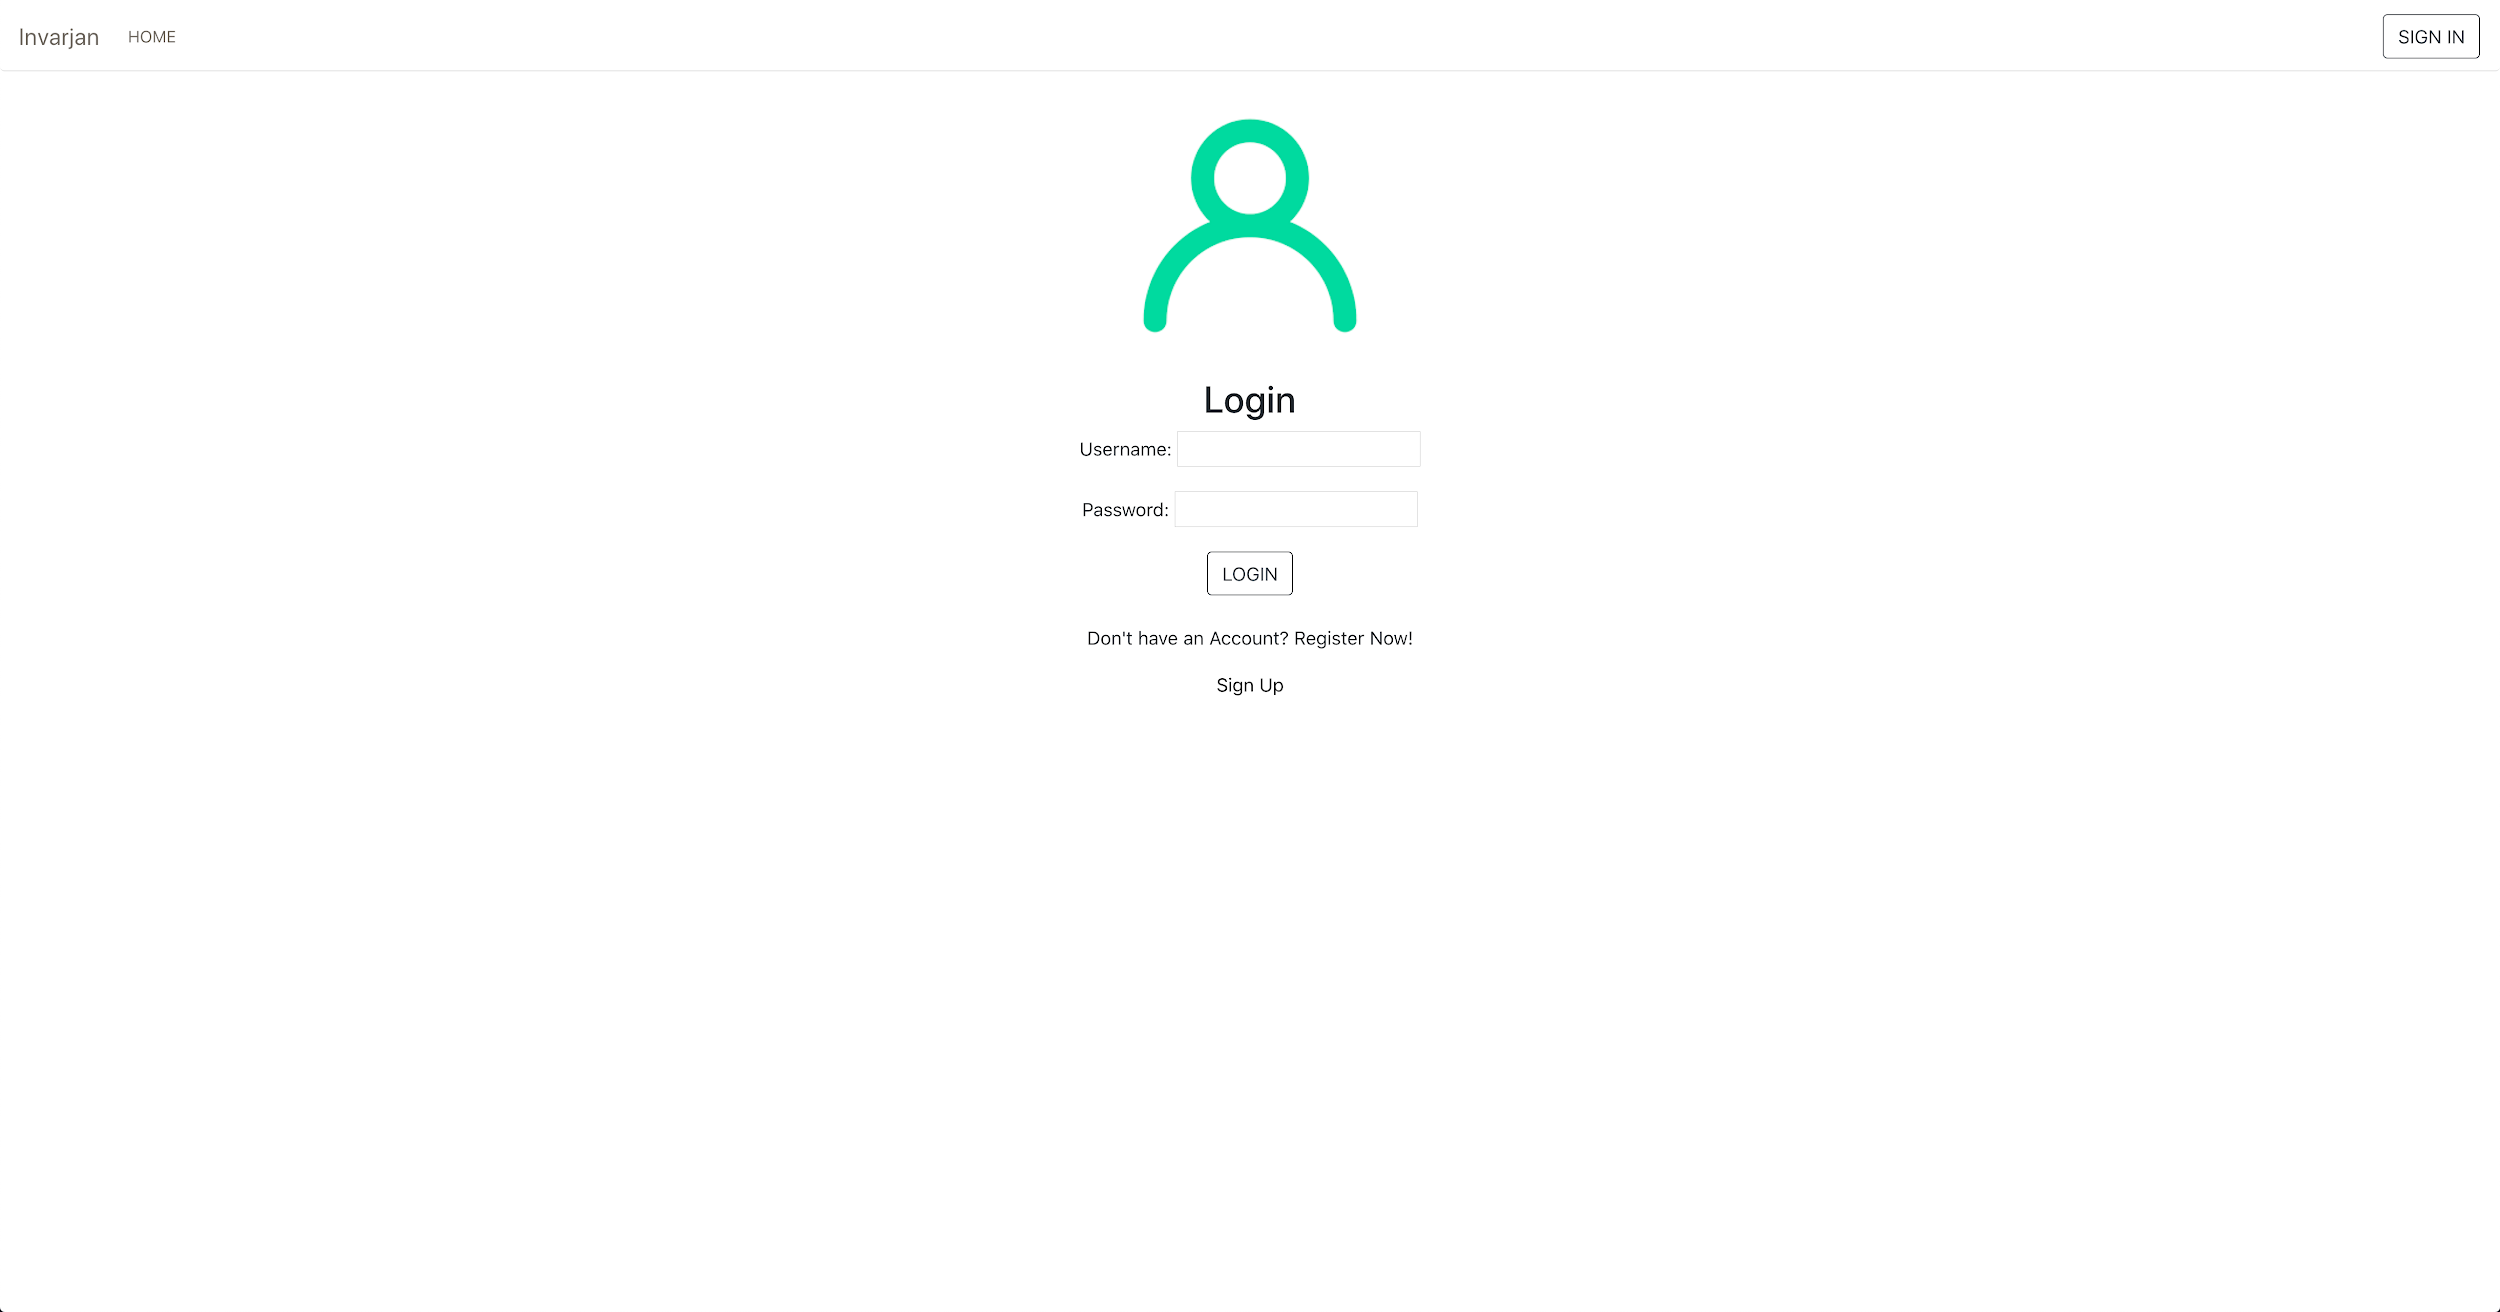 Invarjan HOME SIGN IN
Login
Username:
Password:
LOGIN
Don't have an Account? Register Now!
Sign Up